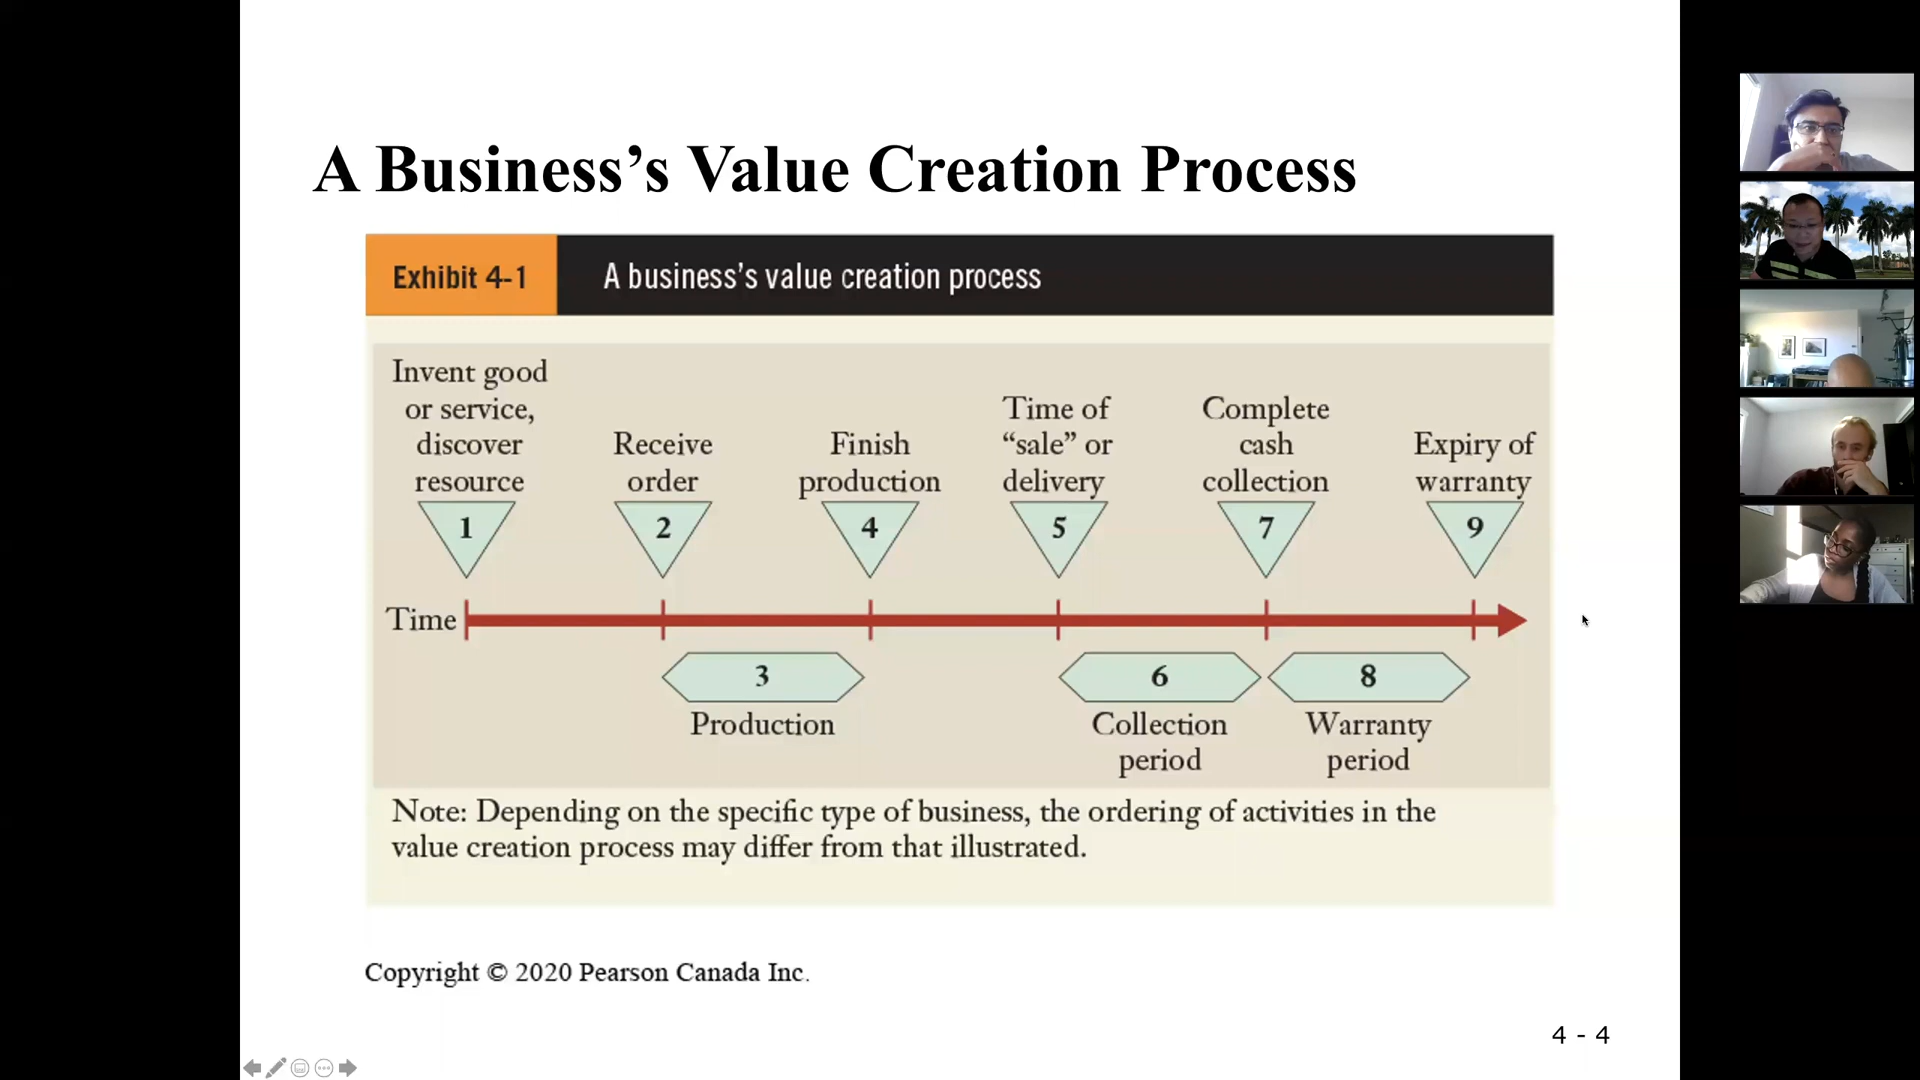 A Business’s Value Creation Process
Exhibit 4-1
A business’s value creation process
Invent good
or service,
discover
resource
Receive
order
Finish
production
Time of
“sale” or
delivery
Complete
cash
collection
Expiry of
warranty
1
2
4
5
7
9
Time
3
6
8
Production
Collection
period
Warranty
period
Note: Depending on the specific type of business, the ordering of activities in the
value creation process may differ from that illustrated.
Copyright © 2020 Pearson Canada Inc.
4 - 4